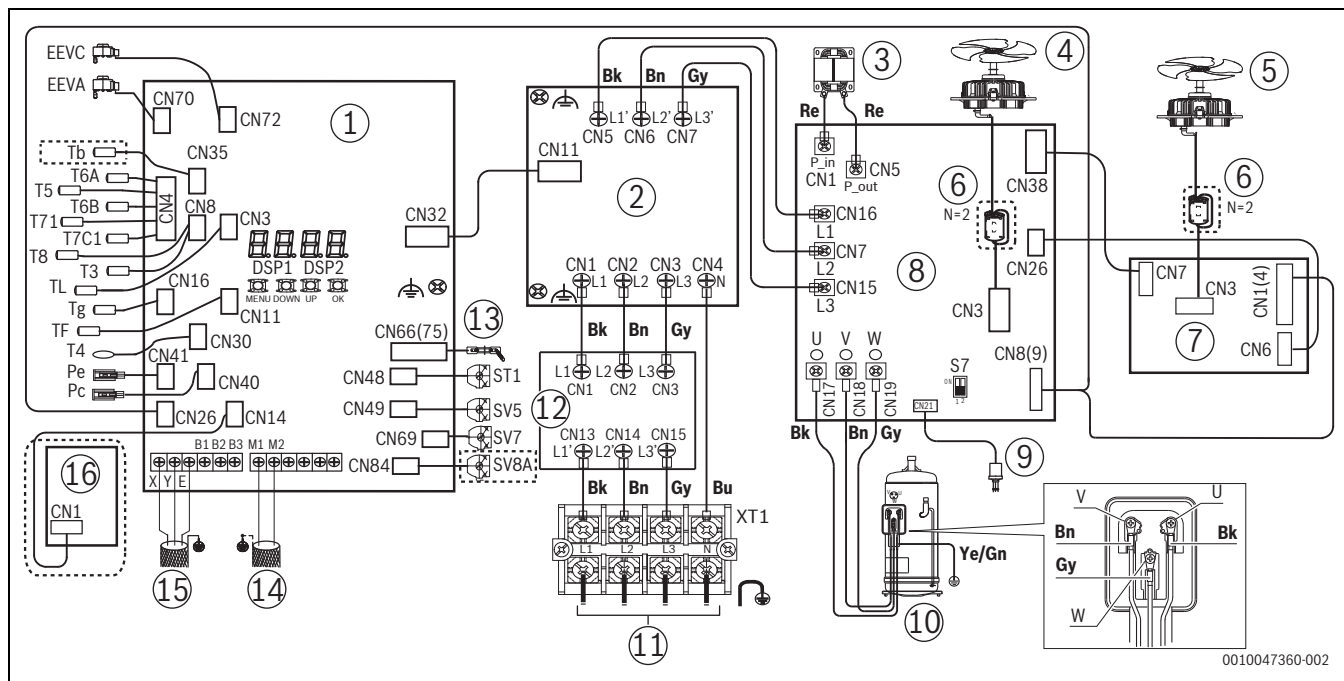 EEVC
EEVA
CN70
CN72
1
Tb
CN35
T6A
T5
T6B
T71
T7C1
T8
T3
TL
Tg
TF
T4
Pe
Pc
CN4
CN8
CN3
CN16
CN11
CN30
CN41
CN40
CN26
CN14
DSP1 DSP2
MENU DOWN UP OK
CN32
CN66(75)
13
CN48
ST1
CN49
SV5
CN69
SV7
CN84
SV8A
B1 B2 B3 M1 M2
X Y E
16
CN1
15
14
Bk
Bn
Gy
L1' L2' L3'
CN5 CN6 CN7
CN11
2
CN1 CN2 CN3 CN4
L1 L2 L3 N
Bk Bn Gy
L1 L2 L3
CN1 CN2 CN3
12
CN13 CN14 CN15
L1' L2' L3'
Bk Bn Gy Bu
XT1
L1 L2 L3 N
11
3
Re Re
P_in
CN1
CN5
P_out
4
5
6
N=2
6
N=2
CN38
CN16
L1
CN7
L2
CN15
L3
8
CN26
CN3
CN8(9)
U V W
CN17
CN18
CN19
S7
ON
1 2
CN21
Bk Bn Gy
9
CN7
CN3
CN1(4)
CN6
7
V U
W
Ye/Gn
10
V
U
Bn
Bk
Gy
W
0010047360-002